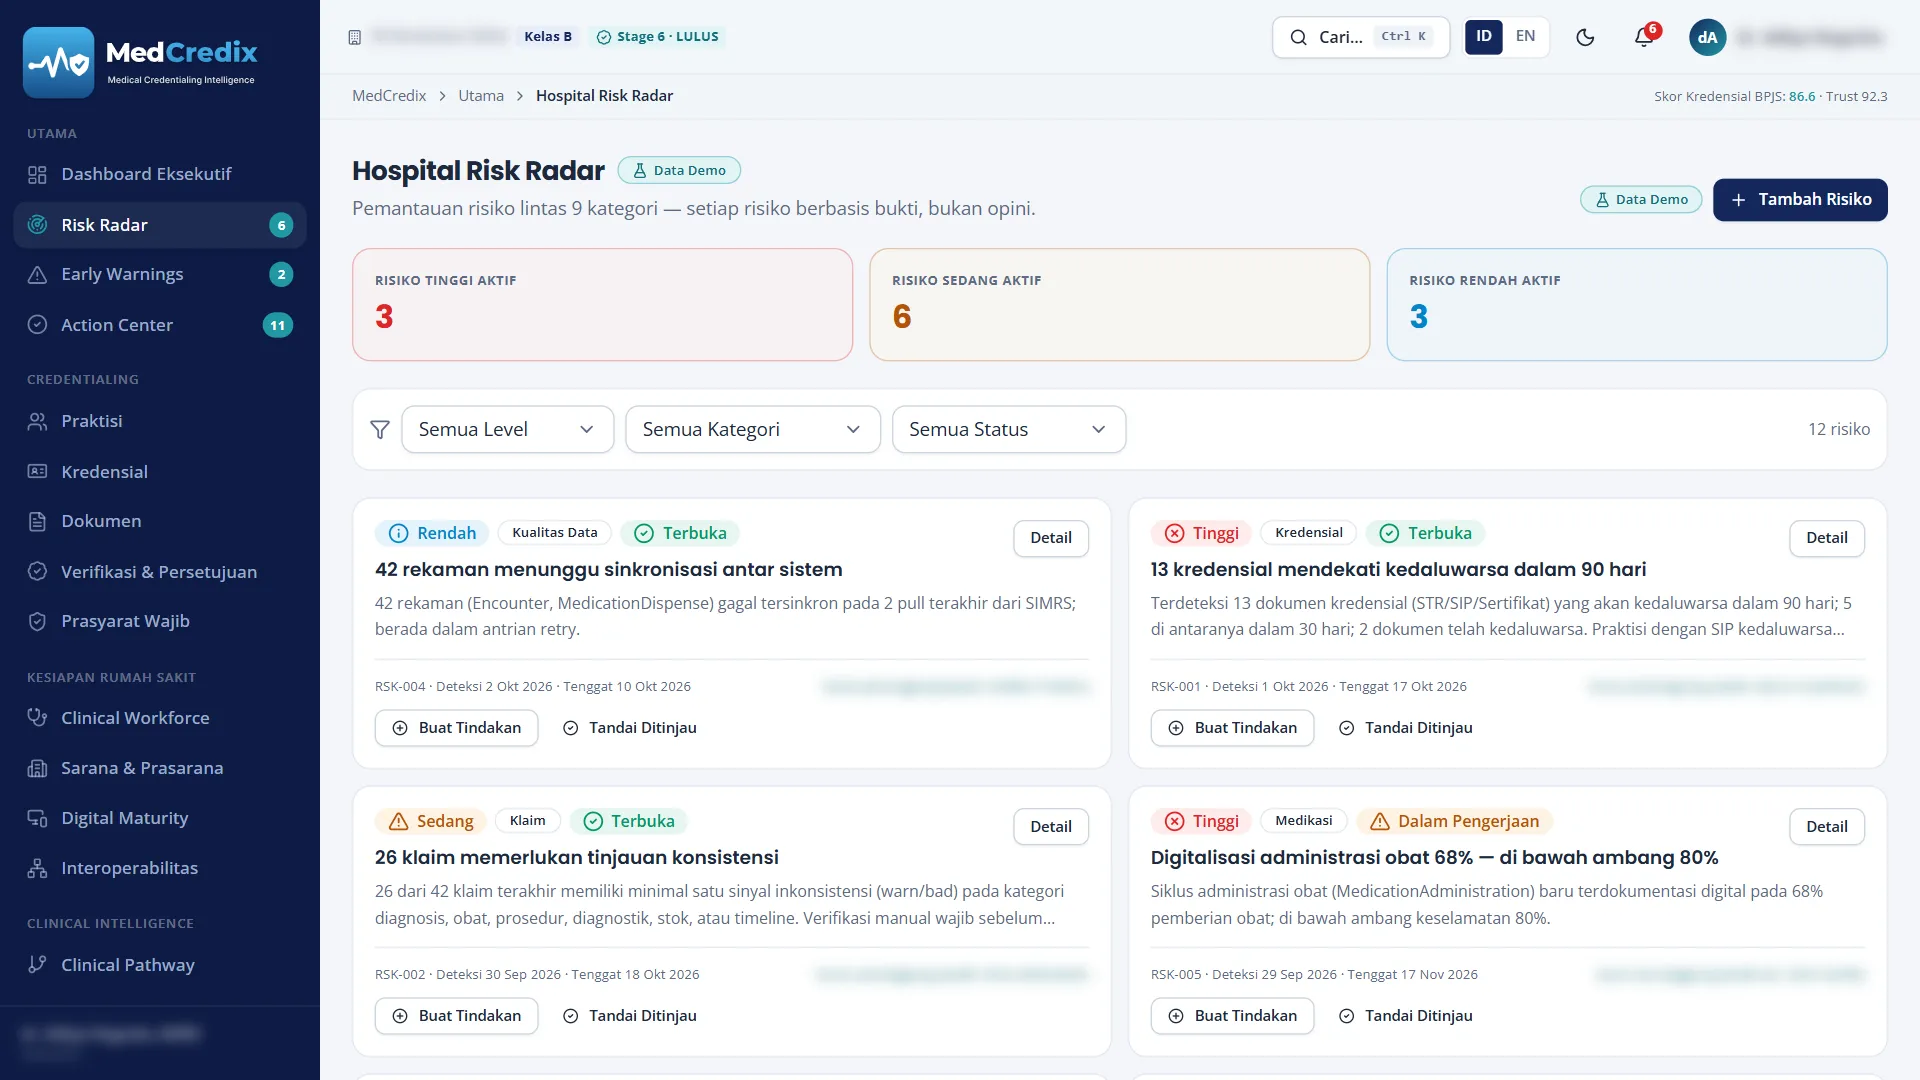 MedCredix
Medical Credentialing Intelligence
UTAMA
Dashboard Eksekutif
Risk Radar 6
Early Warnings 2
Action Center 11
CREDENTIALING
Praktisi
Kredensial
Dokumen
Verifikasi & Persetujuan
Prasyarat Wajib
KESIAPAN RUMAH SAKIT
Clinical Workforce
Sarana & Prasarana
Digital Maturity
Interoperabilitas
CLINICAL INTELLIGENCE
Clinical Pathway
Kelas B Stage 6 · LULUS
Cari... Ctrl K ID EN 6 dA
MedCredix > Utama > Hospital Risk Radar
Skor Kredensial BPJS: 86.6 · Trust 92.3
Hospital Risk Radar Data Demo
Pemantauan risiko lintas 9 kategori — setiap risiko berbasis bukti, bukan opini.
Data Demo + Tambah Risiko
RISIKO TINGGI AKTIF
3
RISIKO SEDANG AKTIF
6
RISIKO RENDAH AKTIF
3
Semua Level Semua Kategori Semua Status 12 risiko
Rendah Kualitas Data Terbuka Detail
42 rekaman menunggu sinkronisasi antar sistem
42 rekaman (Encounter, MedicationDispense) gagal tersinkron pada 2 pull terakhir dari SIMRS;
berada dalam antrian retry.
RSK-004 · Deteksi 2 Okt 2026 · Tenggat 10 Okt 2026
Buat Tindakan Tandai Ditinjau
Tinggi Kredensial Terbuka Detail
13 kredensial mendekati kedaluwarsa dalam 90 hari
Terdeteksi 13 dokumen kredensial (STR/SIP/Sertifikat) yang akan kedaluwarsa dalam 90 hari; 5
di antaranya dalam 30 hari; 2 dokumen telah kedaluwarsa. Praktisi dengan SIP kedaluwarsa...
RSK-001 · Deteksi 1 Okt 2026 · Tenggat 17 Okt 2026
Buat Tindakan Tandai Ditinjau
Sedang Klaim Terbuka Detail
26 klaim memerlukan tinjauan konsistensi
26 dari 42 klaim terakhir memiliki minimal satu sinyal inkonsistensi (warn/bad) pada kategori
diagnosis, obat, prosedur, diagnostik, stok, atau timeline. Verifikasi manual wajib sebelum...
RSK-002 · Deteksi 30 Sep 2026 · Tenggat 18 Okt 2026
Buat Tindakan Tandai Ditinjau
Tinggi Medikasi Dalam Pengerjaan Detail
Digitalisasi administrasi obat 68% — di bawah ambang 80%
Siklus administrasi obat (MedicationAdministration) baru terdokumentasi digital pada 68%
pemberian obat; di bawah ambang keselamatan 80%.
RSK-005 · Deteksi 29 Sep 2026 · Tenggat 17 Nov 2026
Buat Tindakan Tandai Ditinjau